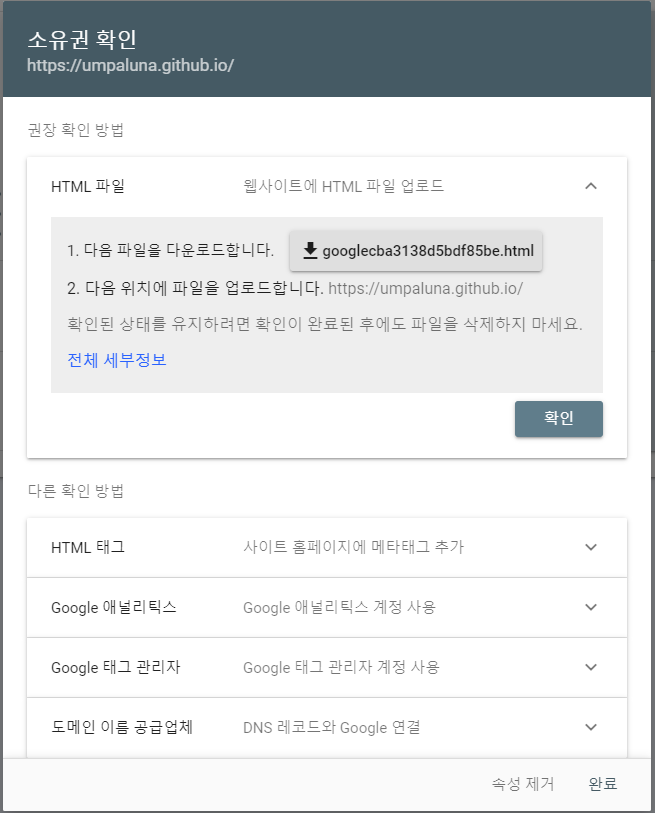 소유권 확인
https://umpaluna.github.io/
권장 확인 방법
HTML 파일 웹사이트에 HTML 파일 업로드
1. 다음 파일을 다운로드합니다. googlecba3138d5bdf85be.html
2. 다음 위치에 파일을 업로드합니다. https://umpaluna.github.io/
확인된 상태를 유지하려면 확인이 완료된 후에도 파일을 삭제하지 마세요.
전체 세부정보
확인
다른 확인 방법
HTML 태그 사이트 홈페이지에 메타태그 추가
Google 애널리틱스 Google 애널리틱스 계정 사용
Google 태그 관리자 Google 태그 관리자 계정 사용
도메인 이름 공급업체 DNS 레코드와 Google 연결
속성 제거 완료